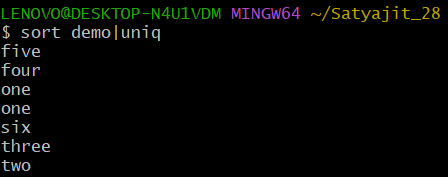 LENOVO@DESKTOP-N4U1VDM MINGW64 ~/Satyajit_28
$ sort demo|uniq
five
four
one
one
six
three
two